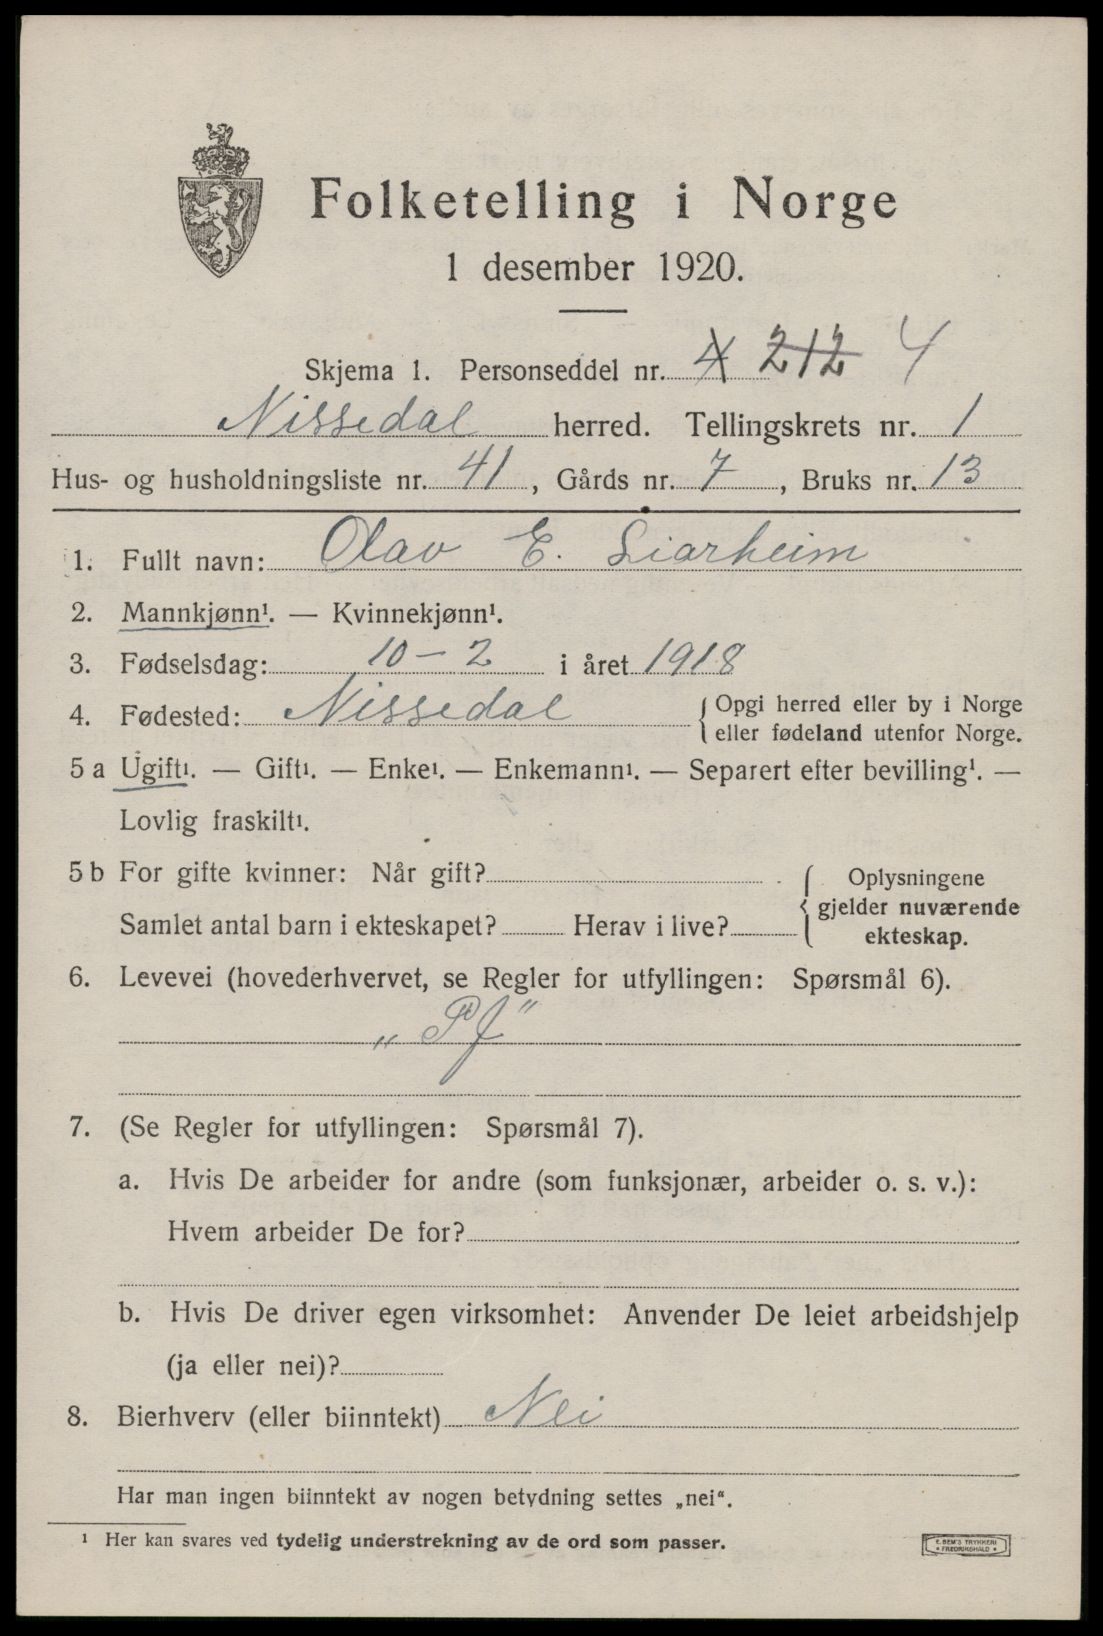 Folketelling i Norge
1 desember 1920.
Skjema 1. Personseddel nr. 4 212 4
Nissedal herred. Tellingskrets nr. 1
Hus- og husholdningsliste nr. 41, Gårds nr. 7, Bruks nr. 13
1. Fullt navn: Olav E. Liarheim
2. Mannkjønn¹. — Kvinnekjønn¹.
3. Fødselsdag: 10-2 i året 1918
4. Fødested: Nissedal { Opgi herred eller by i Norge
eller fødeland utenfor Norge.
5 a Ugift¹. — Gift¹. — Enke¹. — Enkemann¹. — Separert efter bevilling¹. —
Lovlig fraskilt¹.
5 b For gifte kvinner: Når gift?
Samlet antal barn i ekteskapet? Herav i live?
{ Oplysningene
gjelder nuværende
ekteskap.
6. Levevei (hovederhvervet, se Regler for utfyllingen: Spørsmål 6).
„PJ"
7. (Se Regler for utfyllingen: Spørsmål 7).
a. Hvis De arbeider for andre (som funksjonær, arbeider o. s. v.):
Hvem arbeider De for?
b. Hvis De driver egen virksomhet: Anvender De leiet arbeidshjelp
(ja eller nei)?
8. Bierhverv (eller biinntekt) Nei
Har man ingen biinntekt av nogen betydning settes „nei“.
¹ Her kan svares ved tydelig understrekning av de ord som passer.
E. SEM'S TRYKKERI
• FREDRIKSHALD •